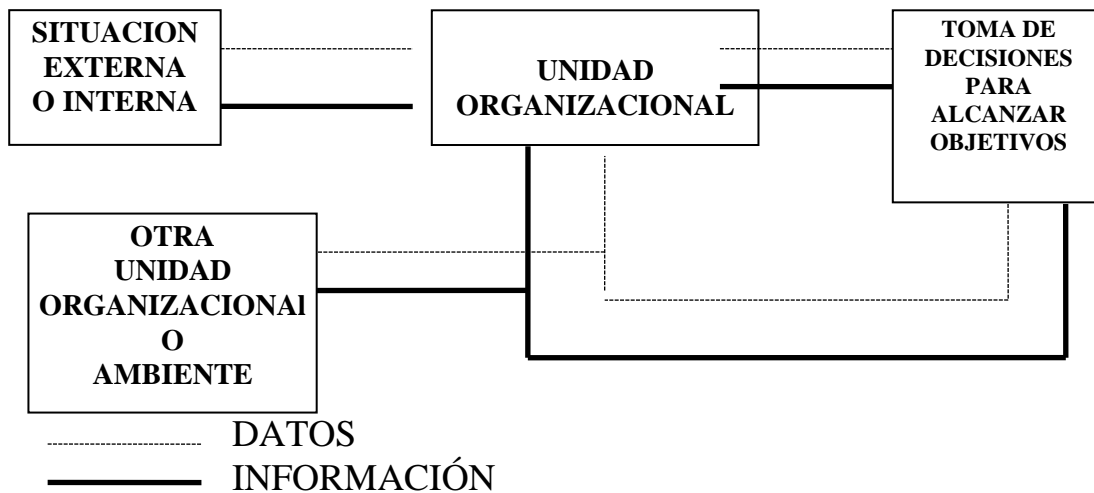 SITUACION
EXTERNA
O INTERNA
UNIDAD
ORGANIZACIONAL
TOMA DE
DECISIONES
PARA
ALCANZAR
OBJETIVOS
OTRA
UNIDAD
ORGANIZACIONAl
O
AMBIENTE
DATOS
INFORMACIÓN